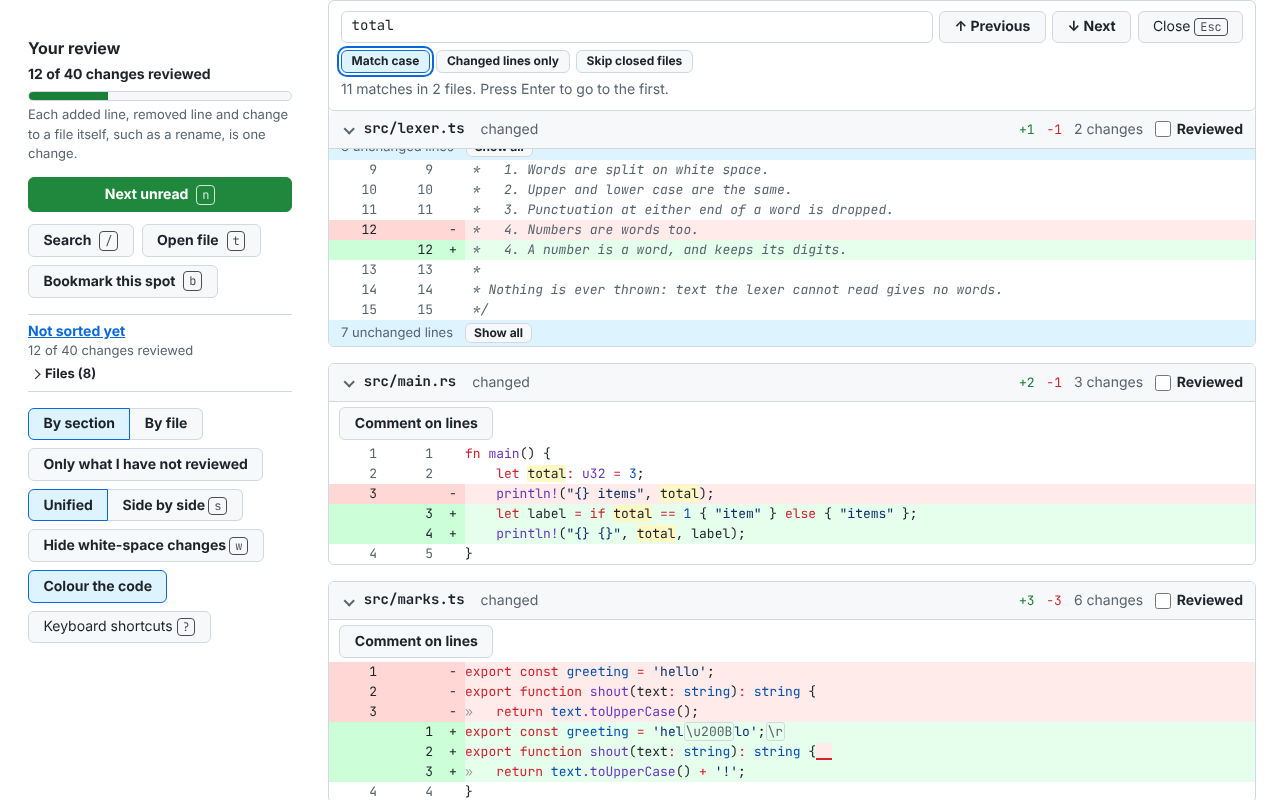 Your review
12 of 40 changes reviewed
Each added line, removed line and change
to a file itself, such as a rename, is one
change.
Next unread n
Search /
Open file t
Bookmark this spot b
Not sorted yet
12 of 40 changes reviewed
Files (8)
By section By file
Only what I have not reviewed
Unified Side by side s
Hide white-space changes w
Colour the code
Keyboard shortcuts ?
total
↑ Previous
↓ Next
Close Esc
Match case
Changed lines only
Skip closed files
11 matches in 2 files. Press Enter to go to the first.
src/lexer.ts changed +1 -1 2 changes Reviewed
unchanged lines Show all
9 9 *   1. Words are split on white space.
10 10 *   2. Upper and lower case are the same.
11 11 *   3. Punctuation at either end of a word is dropped.
12 - *   4. Numbers are words too.
12 + *   4. A number is a word, and keeps its digits.
13 13 *
14 14 * Nothing is ever thrown: text the lexer cannot read gives no words.
15 15 */
7 unchanged lines Show all
src/main.rs changed +2 -1 3 changes Reviewed
Comment on lines
1 1 fn main() {
2 2     let total: u32 = 3;
3 -     println!("{} items", total);
3 +     let label = if total == 1 { "item" } else { "items" };
4 +     println!("{} {}", total, label);
4 5 }
src/marks.ts changed +3 -3 6 changes Reviewed
Comment on lines
1 - export const greeting = 'hello';
2 - export function shout(text: string): string {
3 - »   return text.toUpperCase();
1 + export const greeting = 'hel\u200Blo';\r
2 + export function shout(text: string): string {
3 + »   return text.toUpperCase() + '!';
4 4 }